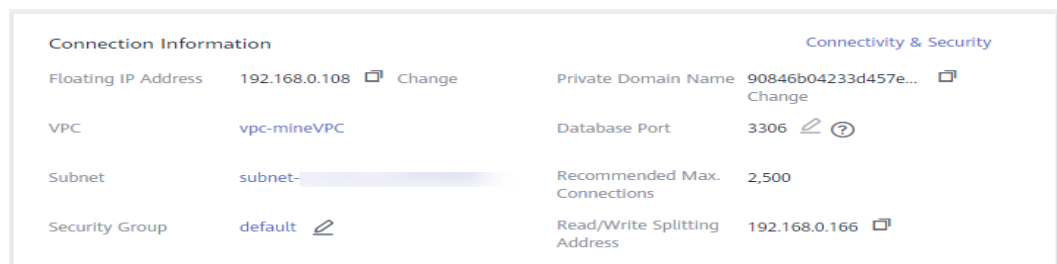 Connection Information
Connectivity & Security
Floating IP Address 192.168.0.108 Change
Private Domain Name 90846b04233d457e...
Change
VPC vpc-mineVPC
Database Port 3306
Subnet subnet-
Recommended Max. 2,500
Connections
Security Group default
Read/Write Splitting 192.168.0.166
Address